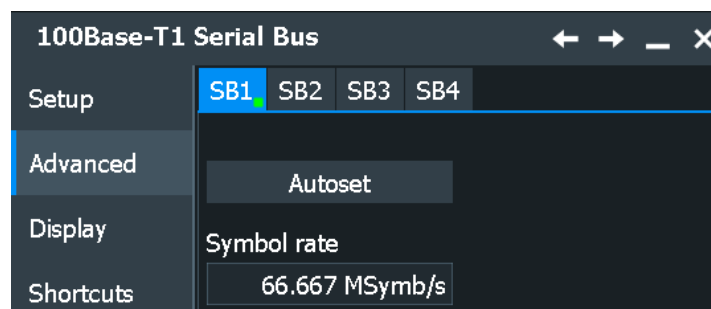 100Base-T1 Serial Bus
Setup
SB1 SB2 SB3 SB4
Advanced
Autoset
Display
Symbol rate
66.667 MSymb/s
Shortcuts